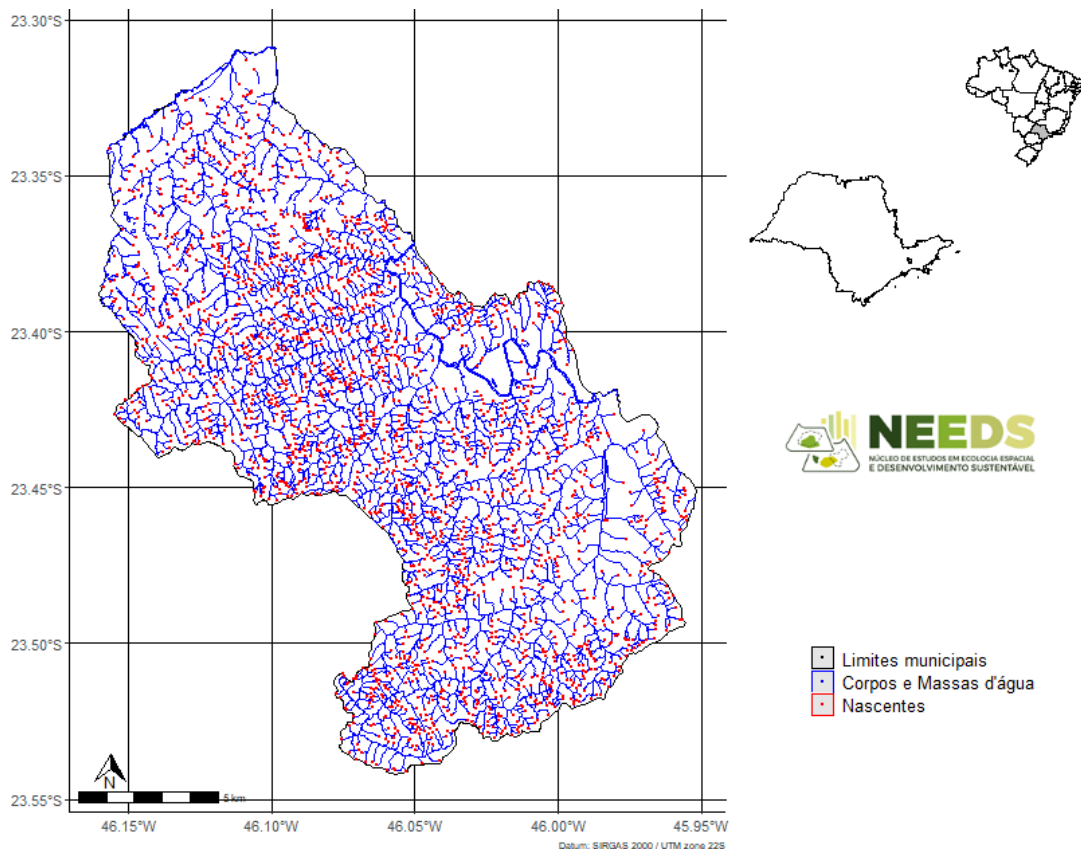 23.30°S
23.35°S
23.40°S
23.45°S
23.50°S
23.55°S
N
5 km
46.15°W
46.10°W
46.05°W
46.00°W
45.95°W
Datum: SIRGAS 2000 / UTM zone 22S
NEEDS
NÚCLEO DE ESTUDOS EM ECOLOGIA ESPACIAL
E DESENVOLVIMENTO SUSTENTÁVEL
Limites municipais
Corpos e Massas d'água
Nascentes